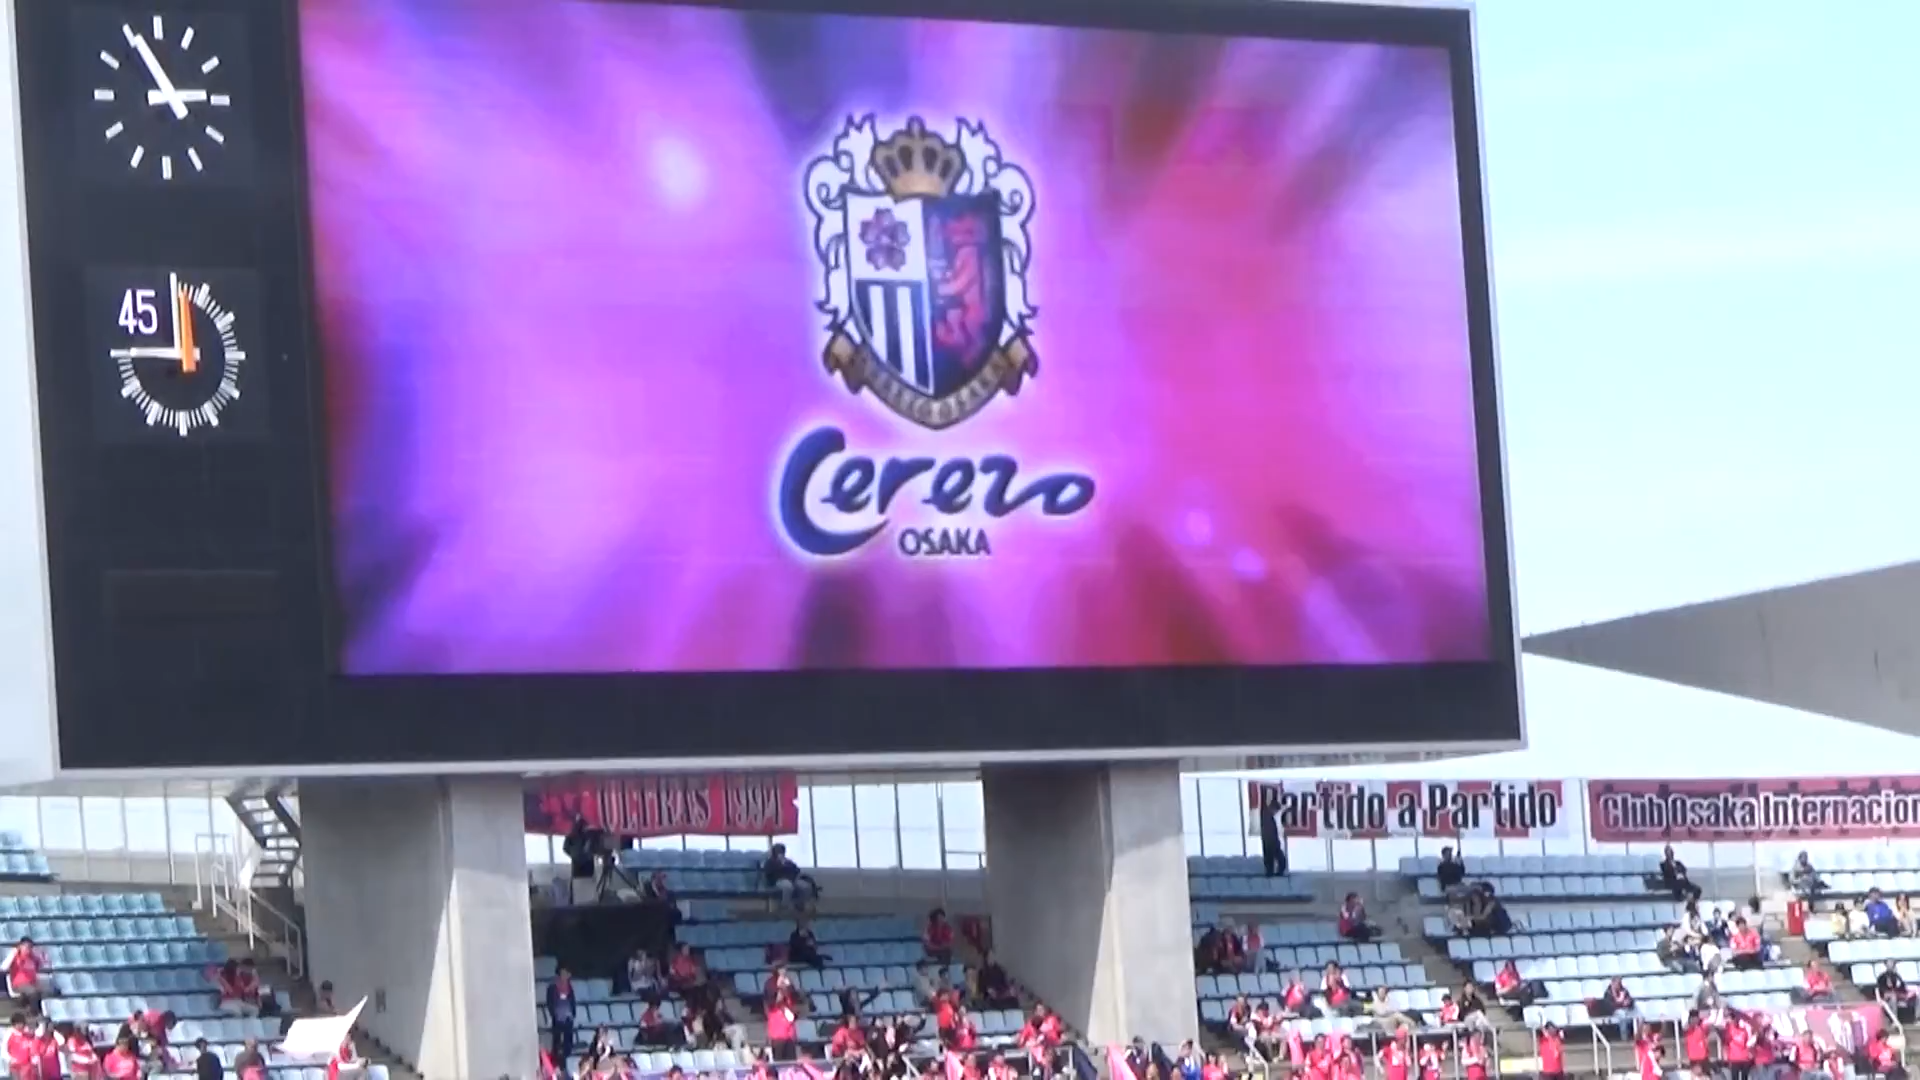 45
Cerezo
OSAKA
ULTRAS 1994
Partido a Partido
Club Osaka Internacion